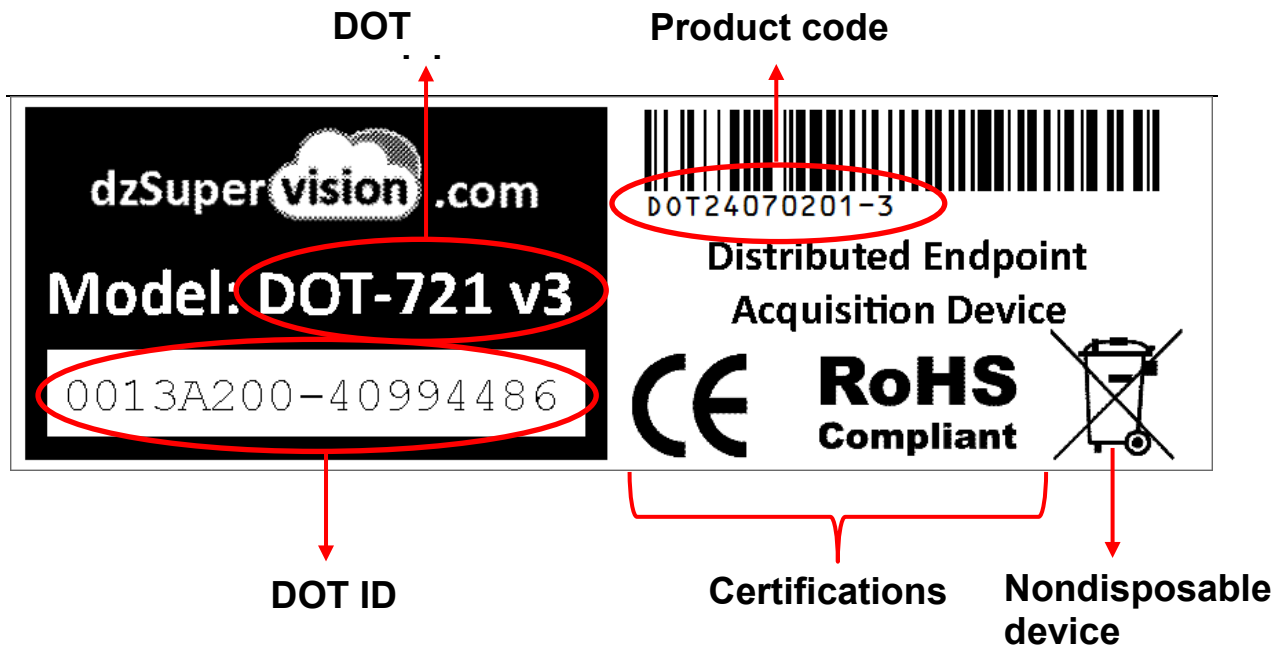 DOT
Product code
dzSupervision.com
DOT24070201-3
Distributed Endpoint
Acquisition Device
Model: DOT-721 v3
0013A200-40994486
CE
RoHS
Compliant
DOT ID
Certifications
Nondisposable
device